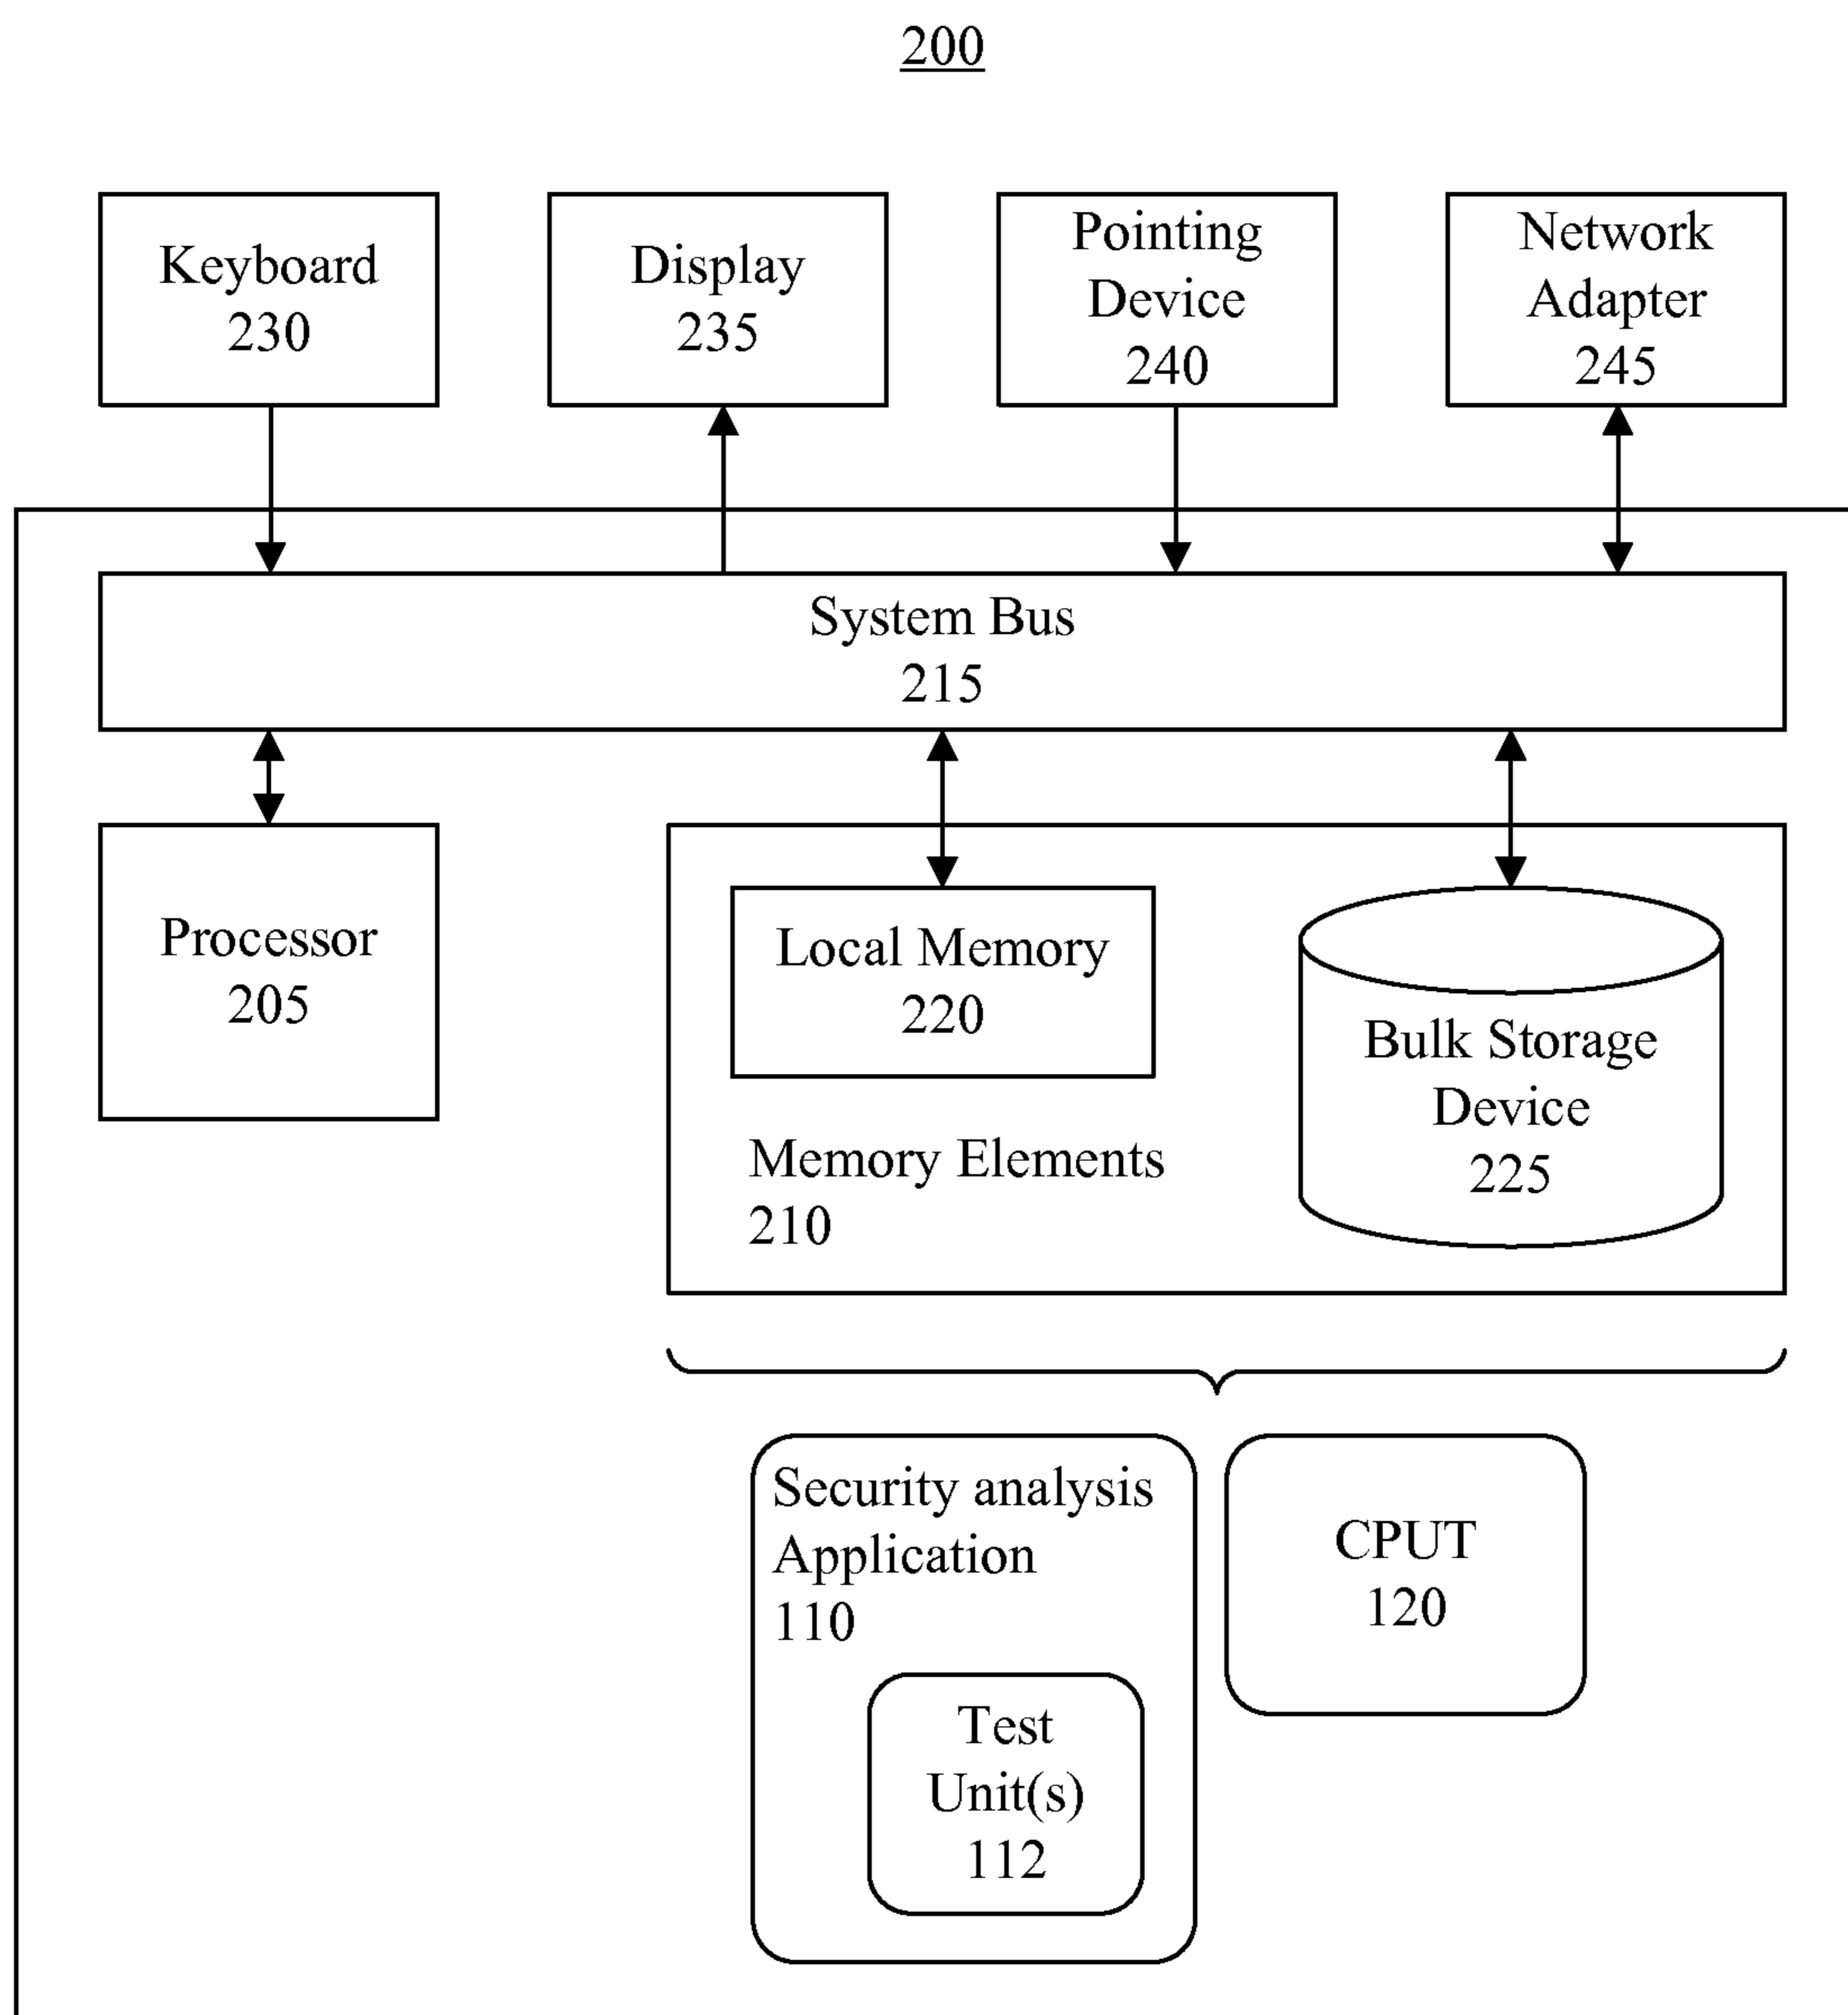 200
Keyboard
230
Display
235
Pointing
Device
240
Network
Adapter
245
System Bus
215
Processor
205
Local Memory
220
Bulk Storage
Device
225
Memory Elements
210
Security analysis
Application
110
Test
Unit(s)
112
CPUT
120